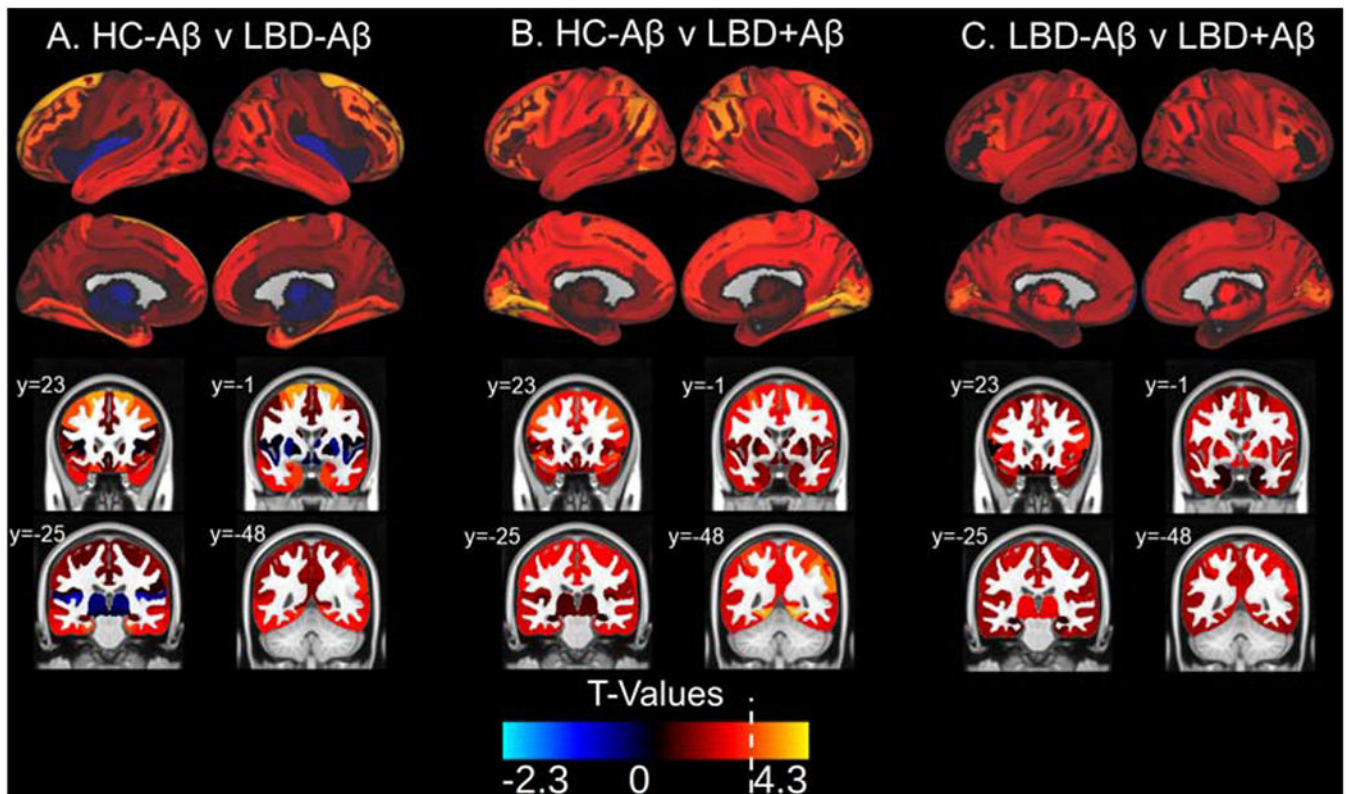 A. HC-Aβ v LBD-Aβ
B. HC-Aβ v LBD+Aβ
C. LBD-Aβ v LBD+Aβ
y=23
y=-1
y=23
y=-1
y=23
y=-1
y=-25
y=-48
y=-25
y=-48
y=-25
y=-48
T-Values
-2.3 0 4.3